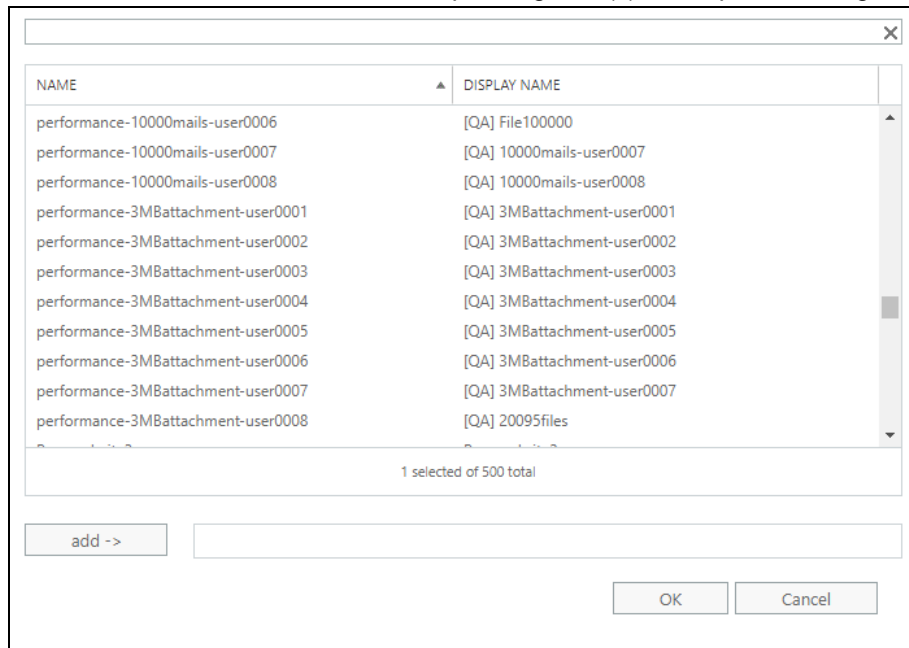 NAME DISPLAY NAME
performance-10000mails-user0006 [QA] File100000
performance-10000mails-user0007 [QA] 10000mails-user0007
performance-10000mails-user0008 [QA] 10000mails-user0008
performance-3MBattachment-user0001 [QA] 3MBattachment-user0001
performance-3MBattachment-user0002 [QA] 3MBattachment-user0002
performance-3MBattachment-user0003 [QA] 3MBattachment-user0003
performance-3MBattachment-user0004 [QA] 3MBattachment-user0004
performance-3MBattachment-user0005 [QA] 3MBattachment-user0005
performance-3MBattachment-user0006 [QA] 3MBattachment-user0006
performance-3MBattachment-user0007 [QA] 3MBattachment-user0007
performance-3MBattachment-user0008 [QA] 20095files
1 selected of 500 total
add ->
OK Cancel